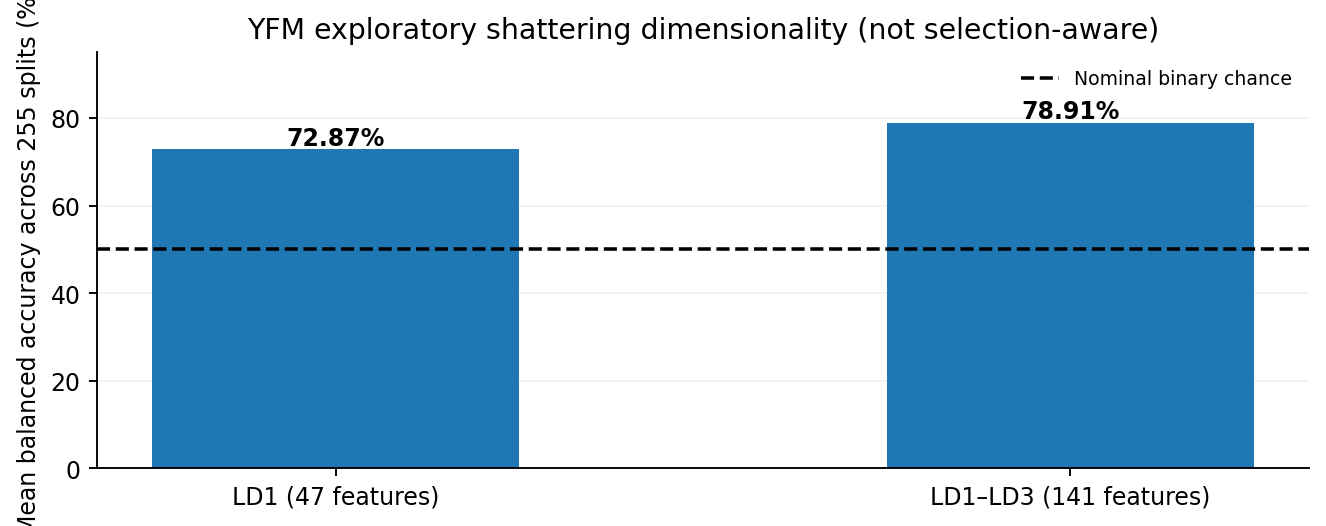 YFM exploratory shattering dimensionality (not selection-aware)
Mean balanced accuracy across 255 splits (%
Nominal binary chance
80
60
40
20
0
72.87%
78.91%
LD1 (47 features)
LD1–LD3 (141 features)